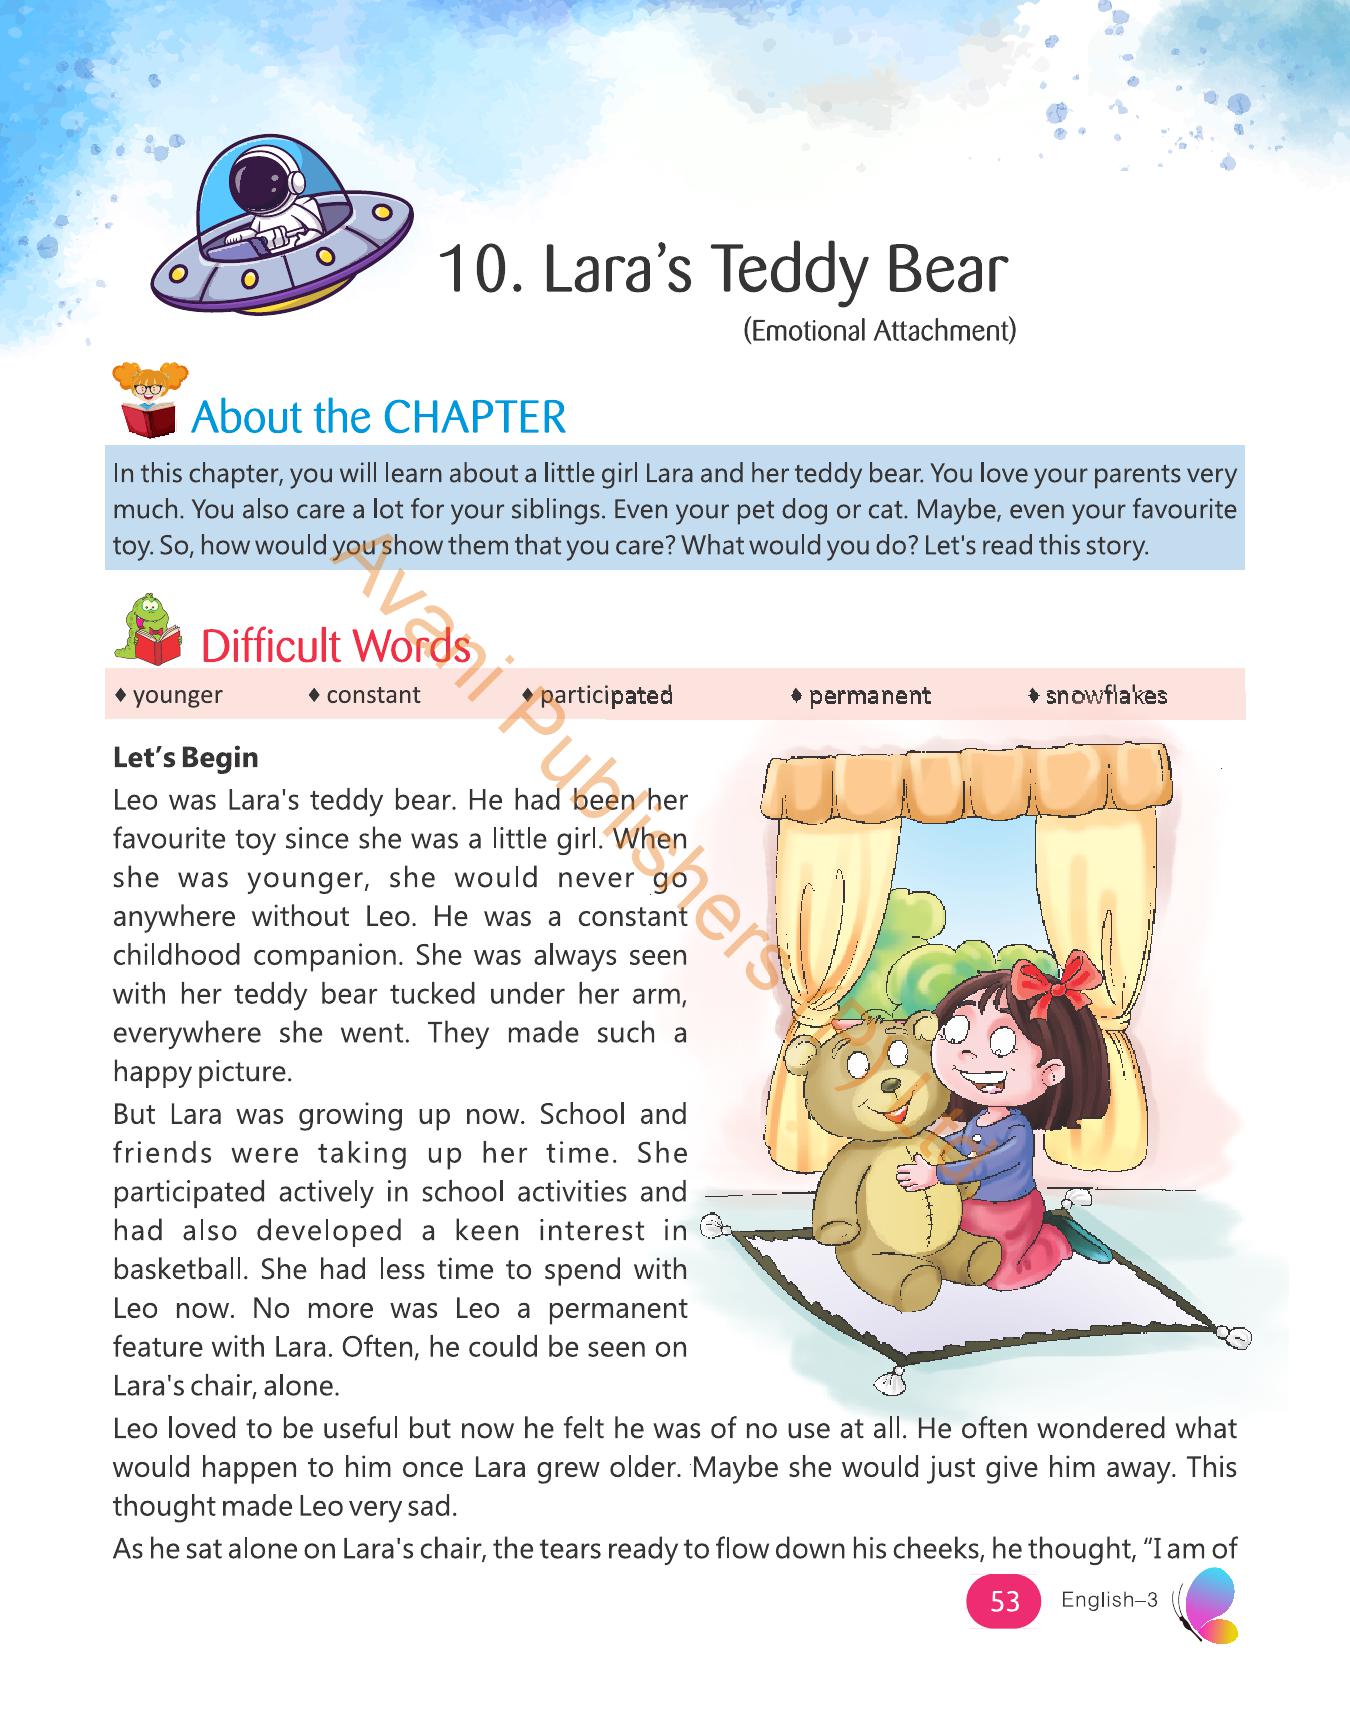 10. Lara’s Teddy Bear
(Emotional Attachment)
About the CHAPTER
In this chapter, you will learn about a little girl Lara and her teddy bear. You love your parents very
much. You also care a lot for your siblings. Even your pet dog or cat. Maybe, even your favourite
toy. So, how would you show them that you care? What would you do? Let's read this story.
Difficult Words
♦ younger ♦ constant ♦ participated ♦ permanent ♦ snowflakes
Let’s Begin
Leo was Lara's teddy bear. He had been her
favourite toy since she was a little girl. When
she was younger, she would never go
anywhere without Leo. He was a constant
childhood companion. She was always seen
with her teddy bear tucked under her arm,
everywhere she went. They made such a
happy picture.
But Lara was growing up now. School and
friends were taking up her time. She
participated actively in school activities and
had also developed a keen interest in
basketball. She had less time to spend with
Leo now. No more was Leo a permanent
feature with Lara. Often, he could be seen on
Lara's chair, alone.
Leo loved to be useful but now he felt he was of no use at all. He often wondered what
would happen to him once Lara grew older. Maybe she would just give him away. This
thought made Leo very sad.
As he sat alone on Lara's chair, the tears ready to flow down his cheeks, he thought, “I am of
53 English–3
Avani Publishers